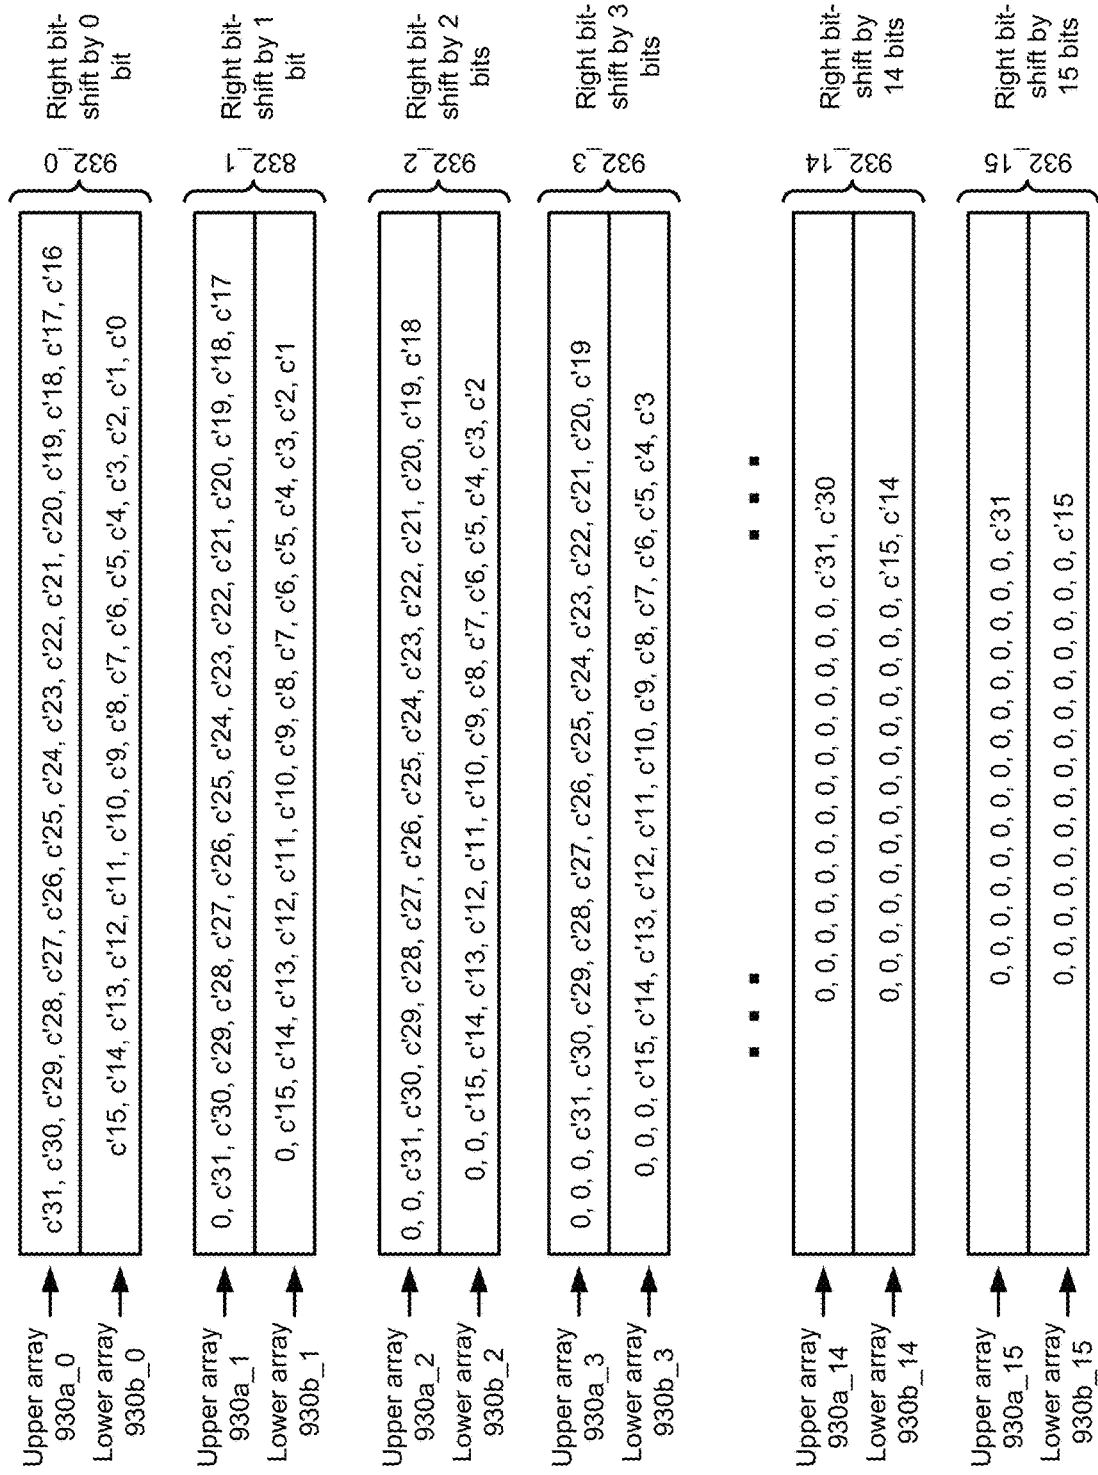 Upper array
930a_0
c'31, c'30, c'29, c'28, c'27, c'26, c'25, c'24, c'23, c'22, c'21, c'20, c'19, c'18, c'17, c'16
Lower array
930b_0
c'15, c'14, c'13, c'12, c'11, c'10, c'9, c'8, c'7, c'6, c'5, c'4, c'3, c'2, c'1, c'0
932_0
Right bit-
shift by 0
bit
Upper array
930a_1
0, c'31, c'30, c'29, c'28, c'27, c'26, c'25, c'24, c'23, c'22, c'21, c'20, c'19, c'18, c'17
Lower array
930b_1
0, c'15, c'14, c'13, c'12, c'11, c'10, c'9, c'8, c'7, c'6, c'5, c'4, c'3, c'2, c'1
832_1
Right bit-
shift by 1
bit
Upper array
930a_2
0, 0, c'31, c'30, c'29, c'28, c'27, c'26, c'25, c'24, c'23, c'22, c'21, c'20, c'19, c'18
Lower array
930b_2
0, 0, c'15, c'14, c'13, c'12, c'11, c'10, c'9, c'8, c'7, c'6, c'5, c'4, c'3, c'2
932_2
Right bit-
shift by 2
bits
Upper array
930a_3
0, 0, 0, c'31, c'30, c'29, c'28, c'27, c'26, c'25, c'24, c'23, c'22, c'21, c'20, c'19
Lower array
930b_3
0, 0, 0, c'15, c'14, c'13, c'12, c'11, c'10, c'9, c'8, c'7, c'6, c'5, c'4, c'3
932_3
Right bit-
shift by 3
bits
Upper array
930a_14
0, 0, 0, 0, 0, 0, 0, 0, 0, 0, 0, 0, 0, 0, c'31, c'30
Lower array
930b_14
0, 0, 0, 0, 0, 0, 0, 0, 0, 0, 0, 0, 0, 0, c'15, c'14
932_14
Right bit-
shift by
14 bits
Upper array
930a_15
0, 0, 0, 0, 0, 0, 0, 0, 0, 0, 0, 0, 0, 0, 0, c'31
Lower array
930b_15
0, 0, 0, 0, 0, 0, 0, 0, 0, 0, 0, 0, 0, 0, 0, c'15
932_15
Right bit-
shift by
15 bits